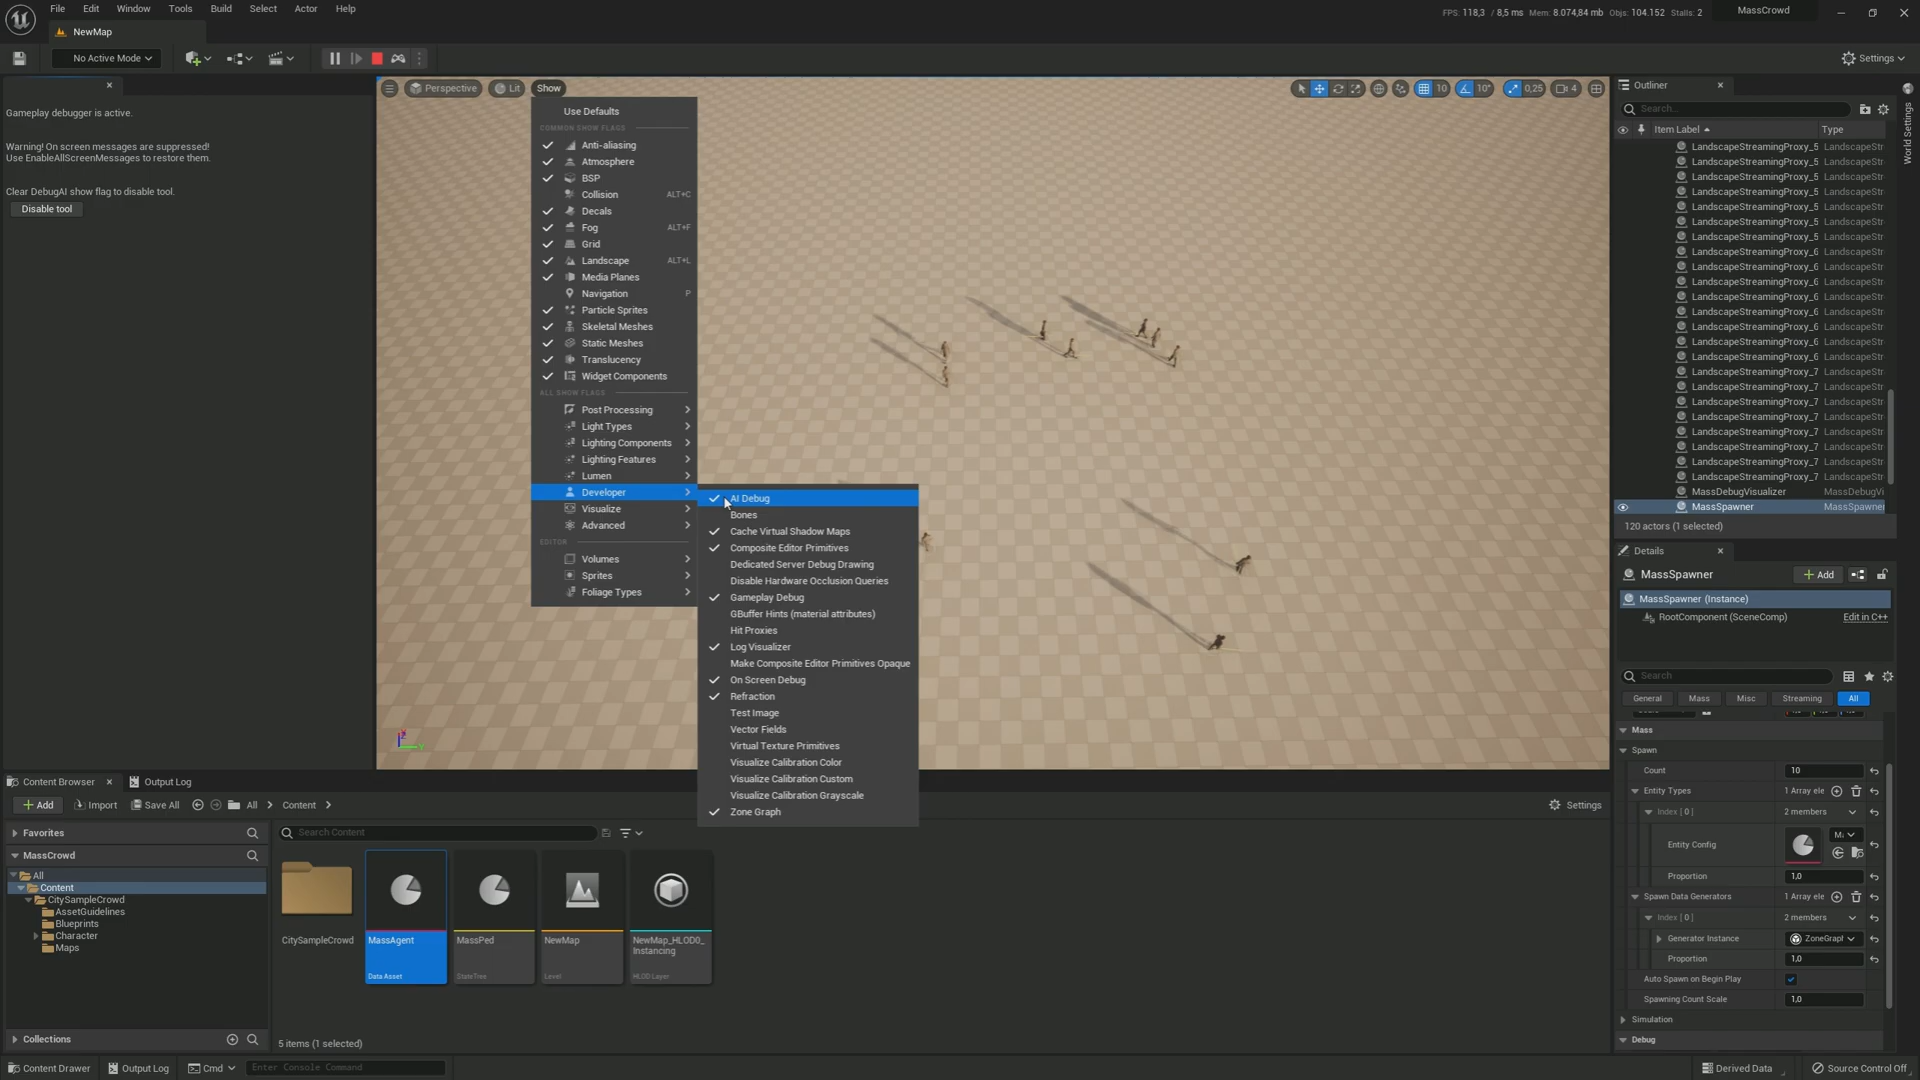 File Edit Window Tools Build Select Actor Help
FPS: 118,3 / 8,5 ms Mem: 8.074,84 mb Objs: 104.152 Stalls: 2
MassCrowd
NewMap
No Active Mode
Settings
Gameplay debugger is active.
Warning! On screen messages are suppressed!
Use EnableAllScreenMessages to restore them.
Clear DebugAI show flag to disable tool.
Disable tool
Perspective Lit Show
10 10° 0,25 4
Use Defaults
COMMON SHOW FLAGS
Anti-aliasing
Atmosphere
BSP
Collision ALT+C
Decals
Fog ALT+F
Grid
Landscape ALT+L
Media Planes
Navigation P
Particle Sprites
Skeletal Meshes
Static Meshes
Translucency
Widget Components
ALL SHOW FLAGS
Post Processing
Light Types
Lighting Components
Lighting Features
Lumen
Developer
Visualize
Advanced
EDITOR
Volumes
Sprites
Foliage Types
AI Debug
Bones
Cache Virtual Shadow Maps
Composite Editor Primitives
Dedicated Server Debug Drawing
Disable Hardware Occlusion Queries
Gameplay Debug
GBuffer Hints (material attributes)
Hit Proxies
Log Visualizer
Make Composite Editor Primitives Opaque
On Screen Debug
Refraction
Test Image
Vector Fields
Virtual Texture Primitives
Visualize Calibration Color
Visualize Calibration Custom
Visualize Calibration Grayscale
Zone Graph
Outliner
Search...
Item Label Type
LandscapeStreamingProxy_5 LandscapeStr
LandscapeStreamingProxy_5 LandscapeStr
LandscapeStreamingProxy_5 LandscapeStr
LandscapeStreamingProxy_5 LandscapeStr
LandscapeStreamingProxy_5 LandscapeStr
LandscapeStreamingProxy_5 LandscapeStr
LandscapeStreamingProxy_5 LandscapeStr
LandscapeStreamingProxy_6 LandscapeStr
LandscapeStreamingProxy_6 LandscapeStr
LandscapeStreamingProxy_6 LandscapeStr
LandscapeStreamingProxy_6 LandscapeStr
LandscapeStreamingProxy_6 LandscapeStr
LandscapeStreamingProxy_6 LandscapeStr
LandscapeStreamingProxy_6 LandscapeStr
LandscapeStreamingProxy_6 LandscapeStr
LandscapeStreamingProxy_7 LandscapeStr
LandscapeStreamingProxy_7 LandscapeStr
LandscapeStreamingProxy_7 LandscapeStr
LandscapeStreamingProxy_7 LandscapeStr
LandscapeStreamingProxy_7 LandscapeStr
LandscapeStreamingProxy_7 LandscapeStr
LandscapeStreamingProxy_7 LandscapeStr
LandscapeStreamingProxy_7 LandscapeStr
MassDebugVisualizer MassDebugVi
MassSpawner MassSpawner
120 actors (1 selected)
World Settings
Details
MassSpawner
Add
MassSpawner (Instance)
RootComponent (SceneComp) Edit in C++
Search
General Mass Misc Streaming All
Mass
Spawn
Count 10
Entity Types 1 Array ele
Index [ 0 ] 2 members
Entity Config
Proportion 1,0
Spawn Data Generators 1 Array ele
Index [ 0 ] 2 members
Generator Instance ZoneGraph
Proportion 1,0
Auto Spawn on Begin Play
Spawning Count Scale 1,0
Simulation
Debug
Content Browser Output Log
Add Import Save All All Content
Settings
Favorites
Search Content
MassCrowd
All
Content
CitySampleCrowd
AssetGuidelines
Blueprints
Character
Maps
Collections
CitySampleCrowd
MassAgent
Data Asset
MassPed
StateTree
NewMap
Level
NewMap_HLOD0_
Instancing
HLOD Layer
5 items (1 selected)
Content Drawer Output Log Cmd Enter Console Command
Derived Data Source Control Off